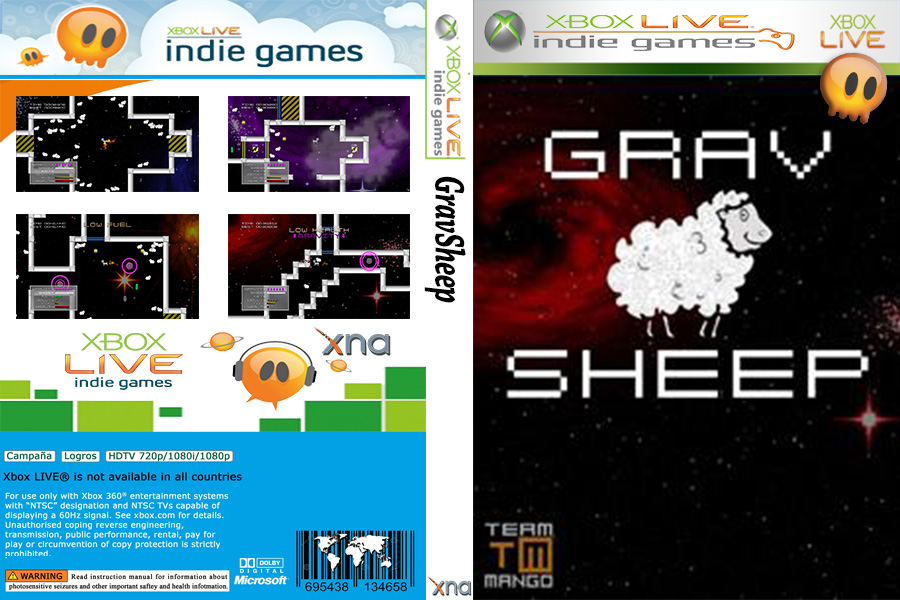 XBOX LIVE
indie games
LOW FUEL
LOW HEALTH
XBOX LIVE
indie games
xna
Campaña Logros HDTV 720p/1080i/1080p
Xbox LIVE® is not available in all countries
For use only with Xbox 360® entertainment systems
with “NTSC” designation and NTSC TVs capable of
displaying a 60Hz signal. See xbox.com for details.
Unauthorised coping reverse engineering,
transmission, public performance, rental, pay for
play or circumvention of copy protection is strictly
prohibited.
WARNING Read instruction manual for information about
photosensitive seizures and other important saftey and health infotmation.
DOLBY
DIGITAL
Microsoft
695438 134658
XBOX LIVE
indie games
GravSheep
xna
XBOX LIVE
indie games
XBOX
LIVE
GRAV
SHEEP
TEAM
TM
MANGO